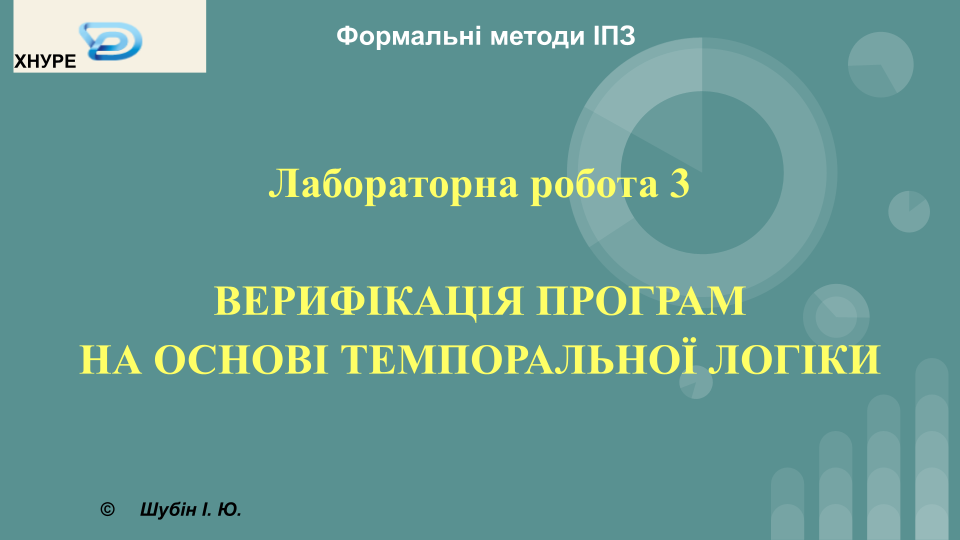 Формальні методи ІПЗ
ХНУРЕ
Лабораторна робота 3
ВЕРИФІКАЦІЯ ПРОГРАМ
НА ОСНОВІ ТЕМПОРАЛЬНОЇ ЛОГІКИ
© Шубін І. Ю.